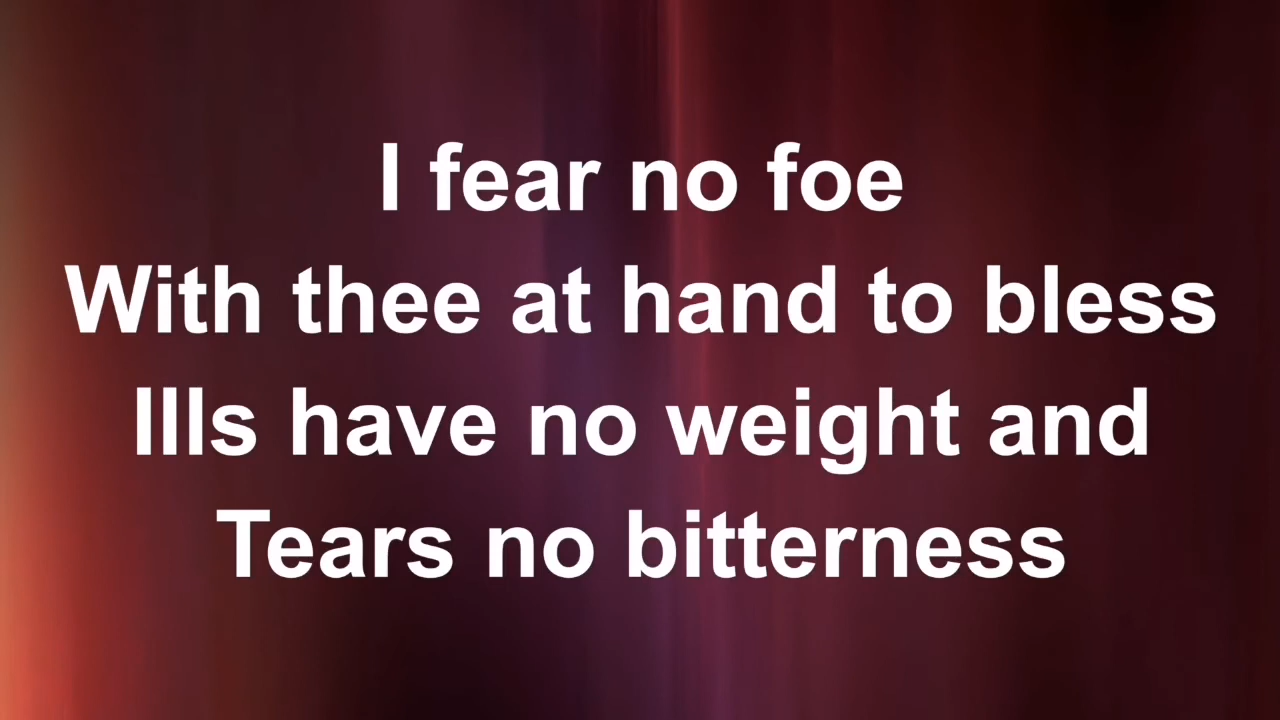 I fear no foe
With thee at hand to bless
Ills have no weight and
Tears no bitterness